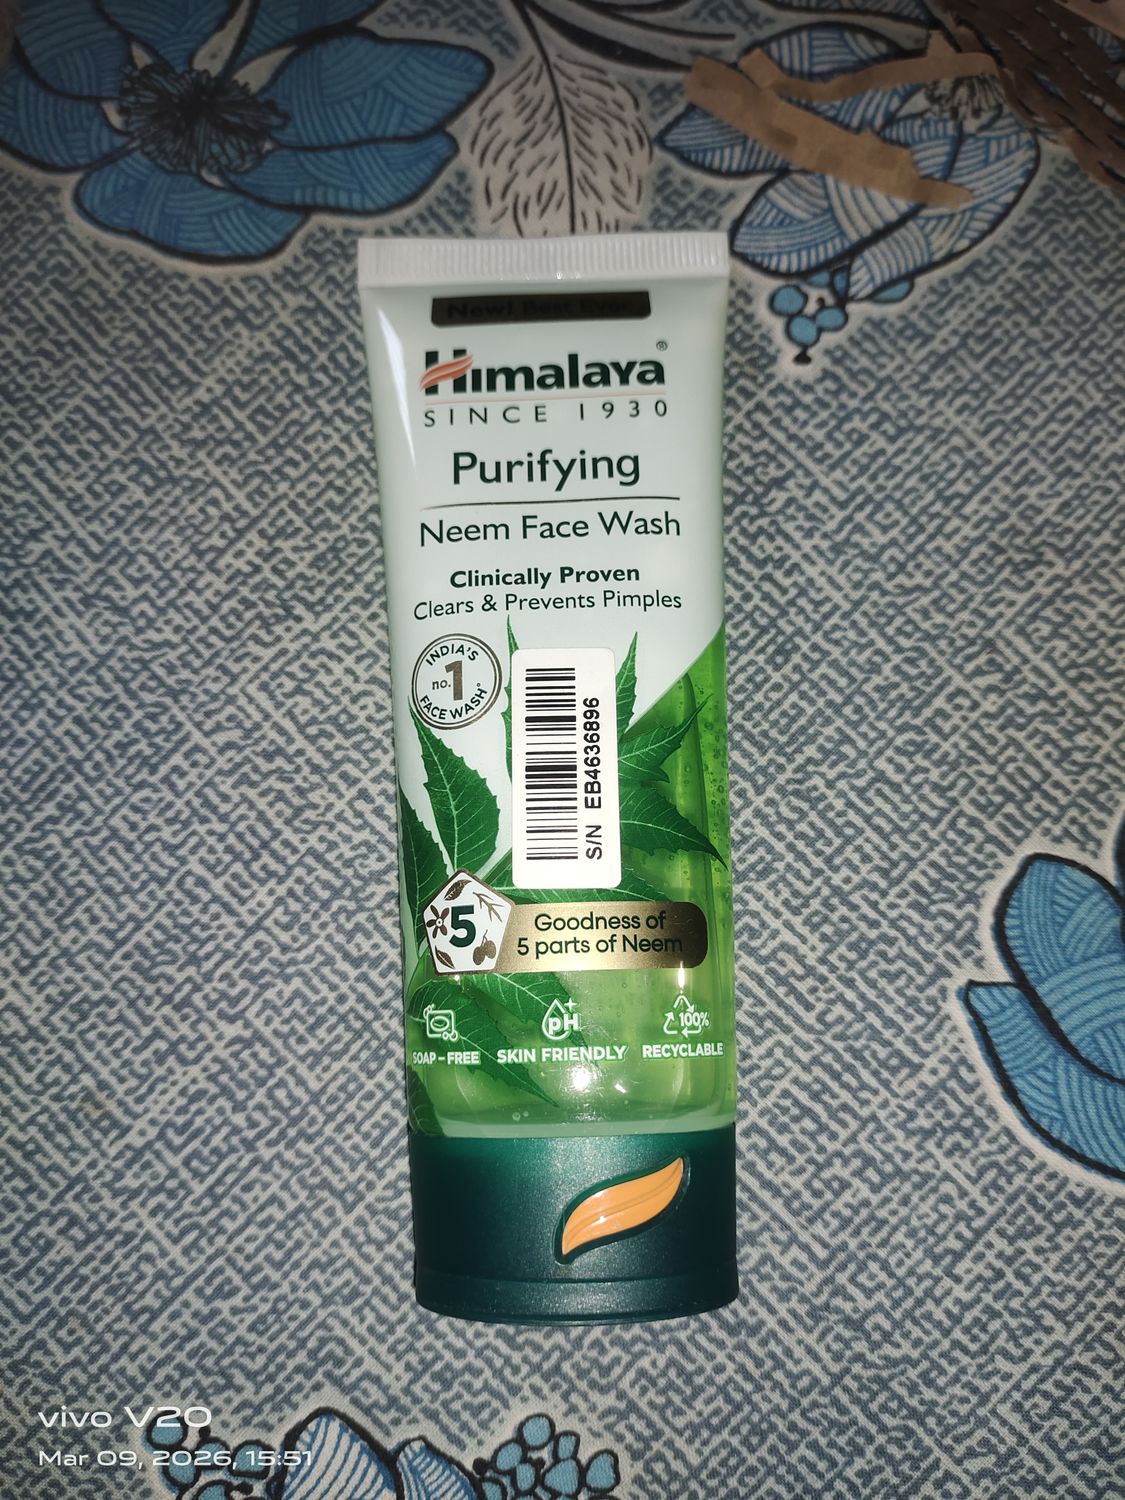 New! Best Ever
Himalaya®
SINCE 1930
Purifying
Neem Face Wash
Clinically Proven
Clears & Prevents Pimples
INDIA'S
no.1
FACE WASH*
S/N EB4636896
5
Goodness of
5 parts of Neem
pH
100%
SOAP-FREE
SKIN FRIENDLY
RECYCLABLE
vivo V20
Mar 09, 2026, 15:51